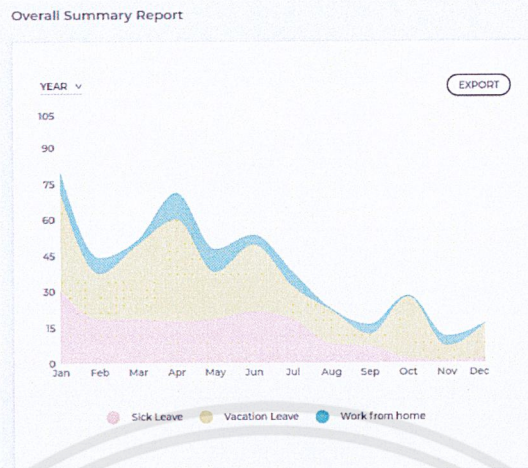 Overall Summary Report
YEAR
EXPORT
105
90
75
60
45
30
15
0
Jan Feb Mar Apr May Jun Jul Aug Sep Oct Nov Dec
Sick Leave Vacation Leave Work from home